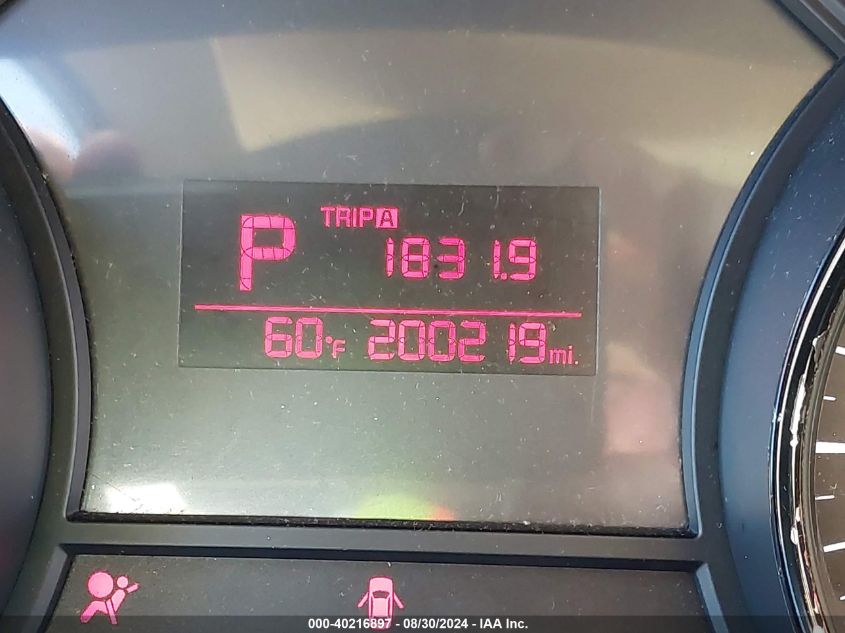 TRIP A
P 1831.9
60°F 200219 mi.
000-40216897 - 08/30/2024 - IAA Inc.